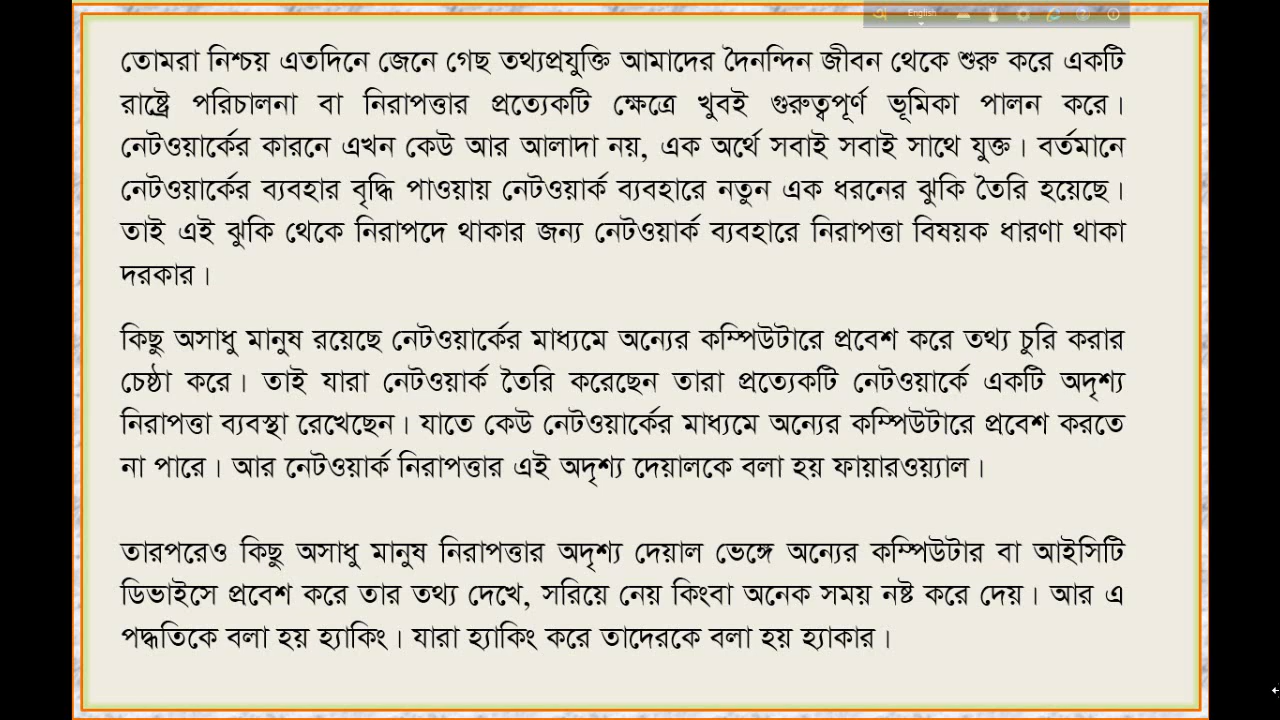 English
তোমরা নিশ্চয় এতদিনে জেনে গেছ তথ্যপ্রযুক্তি আমাদের দৈনন্দিন জীবন থেকে শুরু করে একটি
রাষ্ট্রে পরিচালনা বা নিরাপত্তার প্রত্যেকটি ক্ষেত্রে খুবই গুরুত্বপূর্ণ ভূমিকা পালন করে।
নেটওয়ার্কের কারনে এখন কেউ আর আলাদা নয়, এক অর্থে সবাই সবাই সাথে যুক্ত। বর্তমানে
নেটওয়ার্কের ব্যবহার বৃদ্ধি পাওয়ায় নেটওয়ার্ক ব্যবহারে নতুন এক ধরনের ঝুকি তৈরি হয়েছে।
তাই এই ঝুকি থেকে নিরাপদে থাকার জন্য নেটওয়ার্ক ব্যবহারে নিরাপত্তা বিষয়ক ধারণা থাকা
দরকার।
কিছু অসাধু মানুষ রয়েছে নেটওয়ার্কের মাধ্যমে অন্যের কম্পিউটারে প্রবেশ করে তথ্য চুরি করার
চেষ্ঠা করে। তাই যারা নেটওয়ার্ক তৈরি করেছেন তারা প্রত্যেকটি নেটওয়ার্কে একটি অদৃশ্য
নিরাপত্তা ব্যবস্থা রেখেছেন। যাতে কেউ নেটওয়ার্কের মাধ্যমে অন্যের কম্পিউটারে প্রবেশ করতে
না পারে। আর নেটওয়ার্ক নিরাপত্তার এই অদৃশ্য দেয়ালকে বলা হয় ফায়ারওয়্যাল।
তারপরেও কিছু অসাধু মানুষ নিরাপত্তার অদৃশ্য দেয়াল ভেঙ্গে অন্যের কম্পিউটার বা আইসিটি
ডিভাইসে প্রবেশ করে তার তথ্য দেখে, সরিয়ে নেয় কিংবা অনেক সময় নষ্ট করে দেয়। আর এ
পদ্ধতিকে বলা হয় হ্যাকিং। যারা হ্যাকিং করে তাদেরকে বলা হয় হ্যাকার।